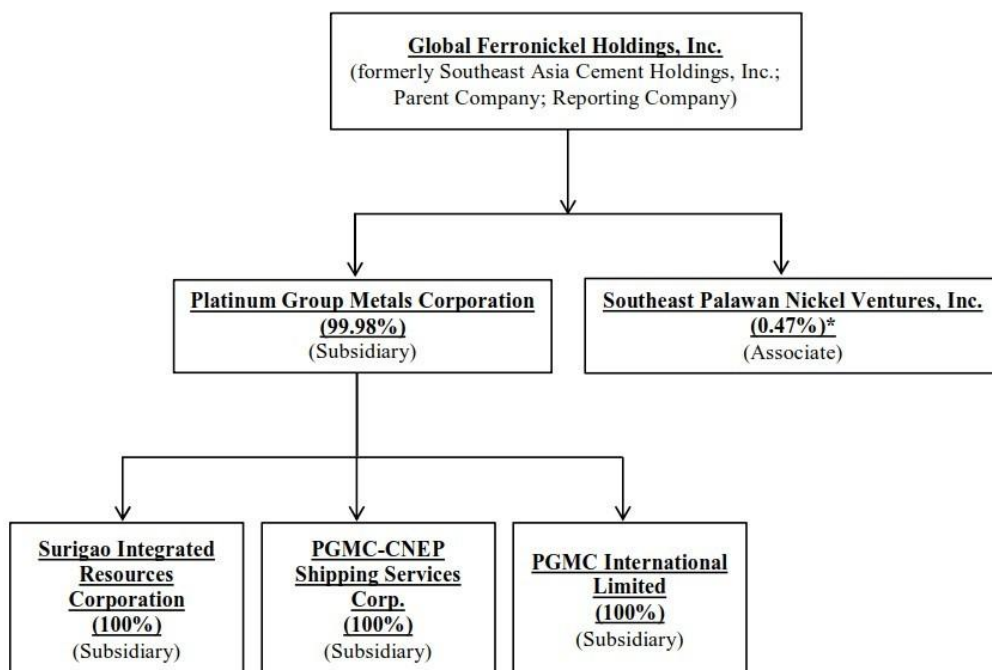 Global Ferronickel Holdings, Inc.
(formerly Southeast Asia Cement Holdings, Inc.;
Parent Company; Reporting Company)
Platinum Group Metals Corporation
(99.98%)
(Subsidiary)
Southeast Palawan Nickel Ventures, Inc.
(0.47%)*
(Associate)
Surigao Integrated
Resources
Corporation
(100%)
(Subsidiary)
PGMC-CNEP
Shipping Services
Corp.
(100%)
(Subsidiary)
PGMC International
Limited
(100%)
(Subsidiary)